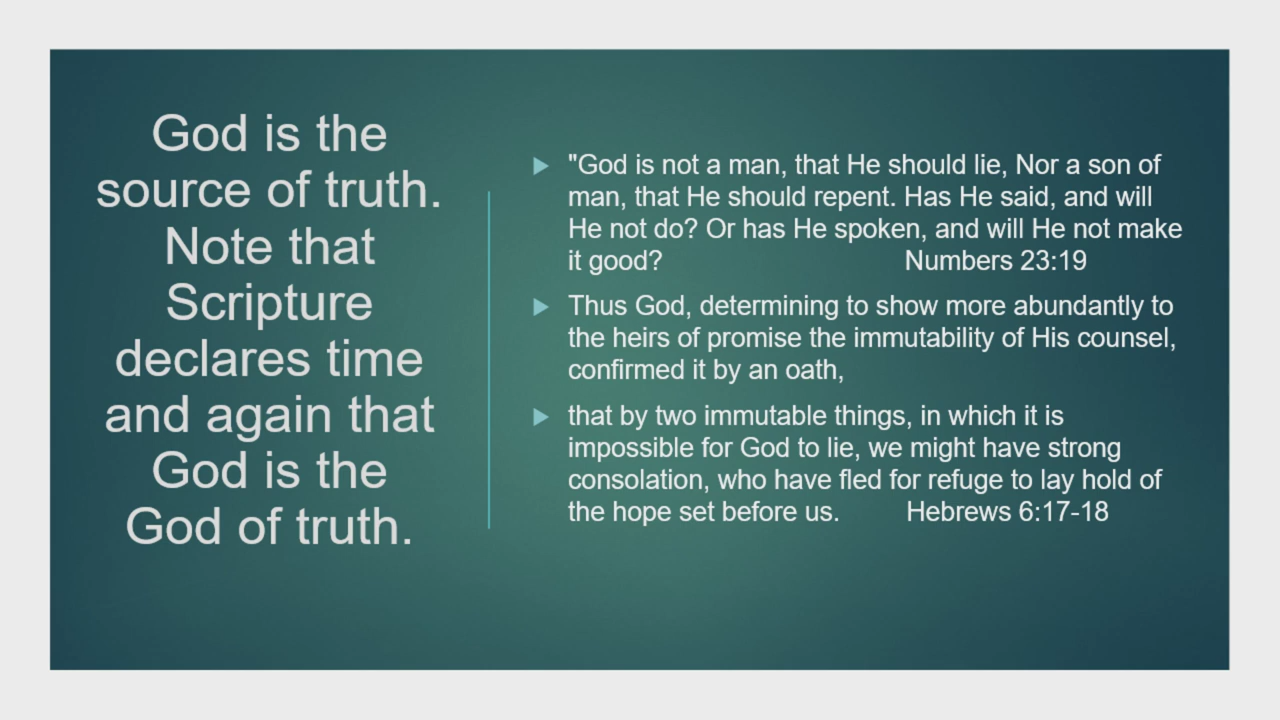 God is the
source of truth.
Note that
Scripture
declares time
and again that
God is the
God of truth.
"God is not a man, that He should lie, Nor a son of
man, that He should repent. Has He said, and will
He not do? Or has He spoken, and will He not make
it good? Numbers 23:19
Thus God, determining to show more abundantly to
the heirs of promise the immutability of His counsel,
confirmed it by an oath,
that by two immutable things, in which it is
impossible for God to lie, we might have strong
consolation, who have fled for refuge to lay hold of
the hope set before us. Hebrews 6:17-18